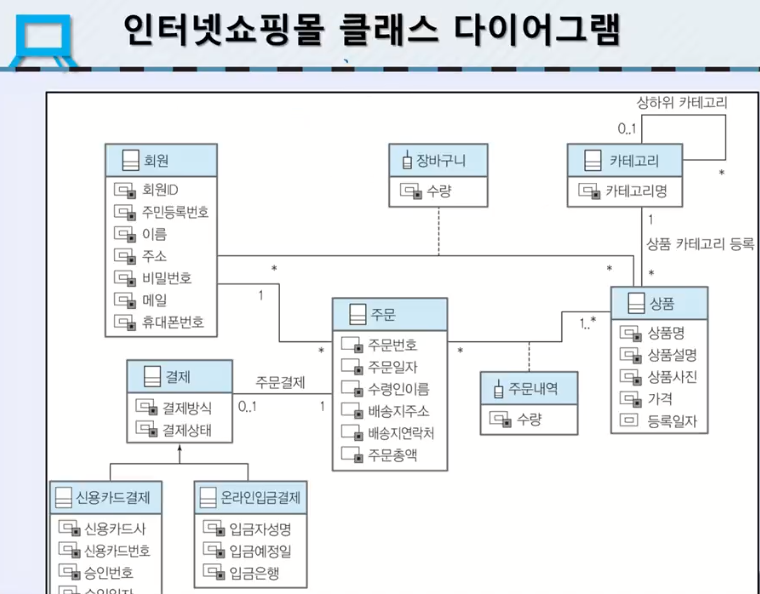 인터넷쇼핑몰 클래스 다이어그램
상하위 카테고리
0..1
*
회원
회원ID
주민등록번호
이름
주소
비밀번호
메일
휴대폰번호
장바구니
수량
카테고리
카테고리명
1
상품 카테고리 등록
*
*
*
1
*
주문
주문번호
주문일자
수령인이름
배송지주소
배송지연락처
주문총액
*
1..*
상품
상품명
상품설명
상품사진
가격
등록일자
주문내역
수량
결제
결제방식
결제상태
주문결제
0..1
1
신용카드결제
신용카드사
신용카드번호
승인번호
승인일자
온라인입금결제
입금자성명
입금예정일
입금은행